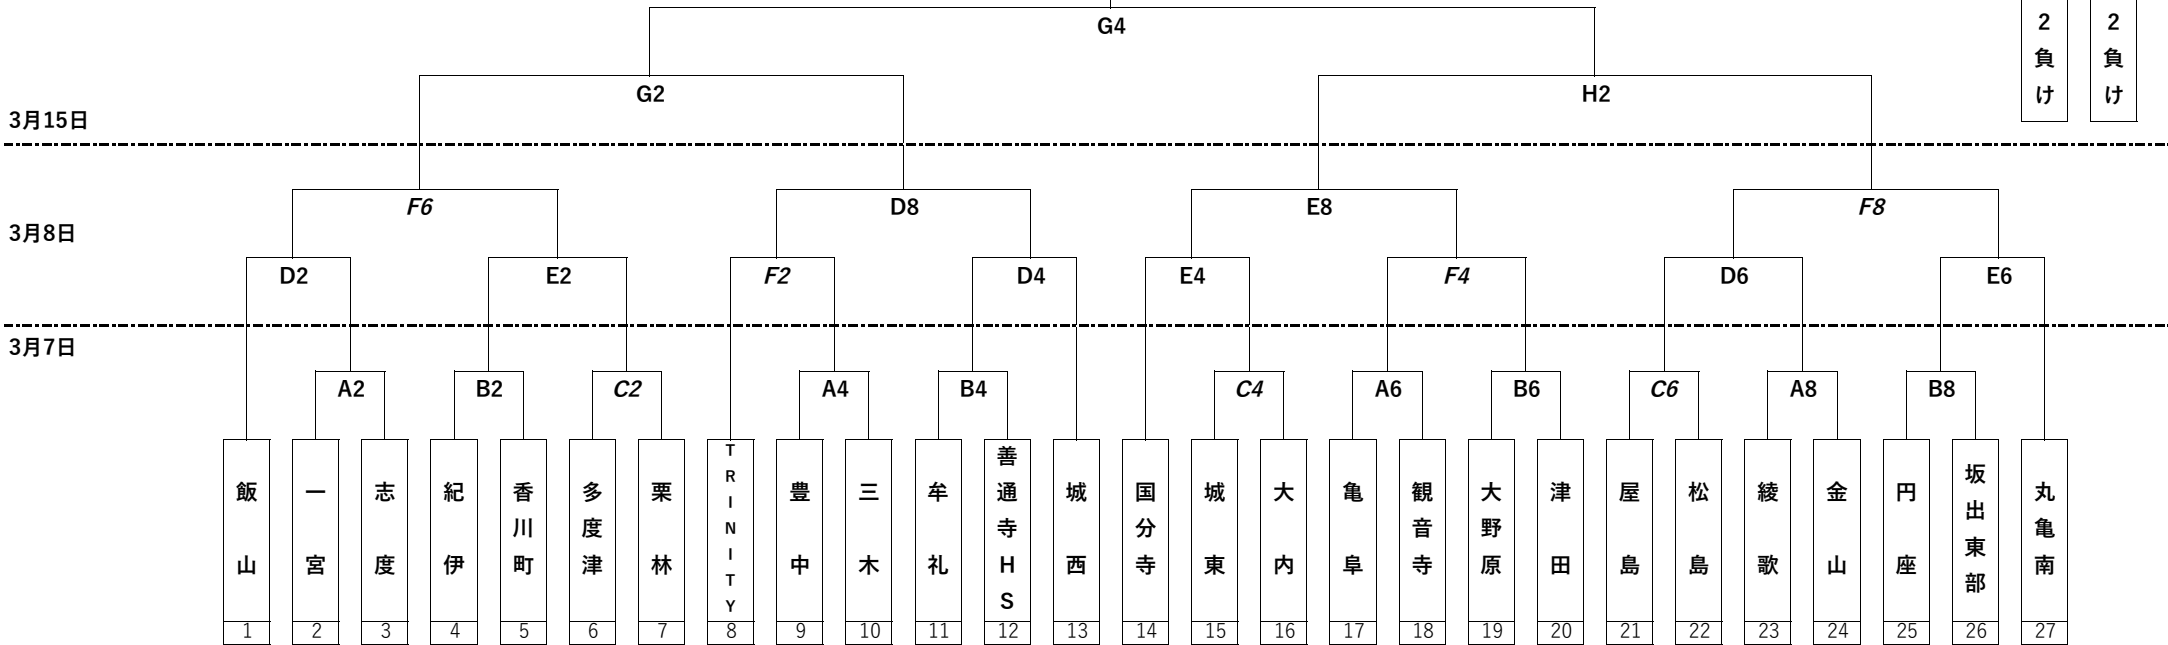 G4
2負け
2負け
G2
H2
3月15日
F6
D8
E8
F8
3月8日
D2
E2
F2
D4
E4
F4
D6
E6
3月7日
A2
B2
C2
A4
B4
C4
A6
B6
C6
A8
B8
飯山
一宮
志度
紀伊
香川町
多度津
栗林
TRINITY
豊中
三木
牟礼
善通寺HS
城西
国分寺
城東
大内
亀阜
観音寺
大野原
津田
屋島
松島
綾歌
金山
円座
坂出東部
丸亀南
1 2 3 4 5 6 7 8 9 10 11 12 13 14 15 16 17 18 19 20 21 22 23 24 25 26 27